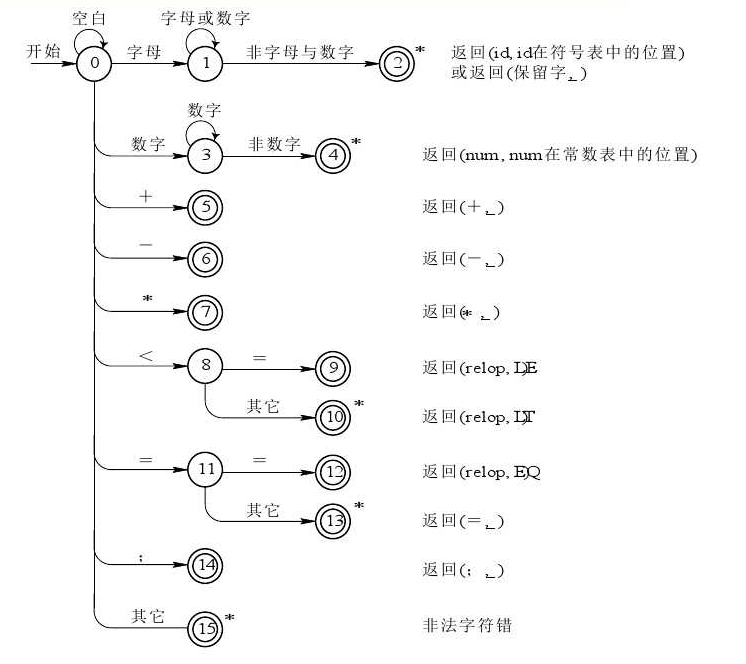 空白 字母或数字
开始 0 字母 1 非字母与数字 2 * 返回(id,id在符号表中的位置)
或返回(保留字,_)
数字
数字 3 非数字 4 * 返回(num,num在常数表中的位置)
+ 5 返回(+,_)
- 6 返回(-,_)
* 7 返回(*,_)
< 8 = 9 返回(relop,LE)
其它 10 * 返回(relop,LT)
= 11 = 12 返回(relop,EQ)
其它 13 * 返回(=,_)
; 14 返回(; ,_)
其它 15 * 非法字符错